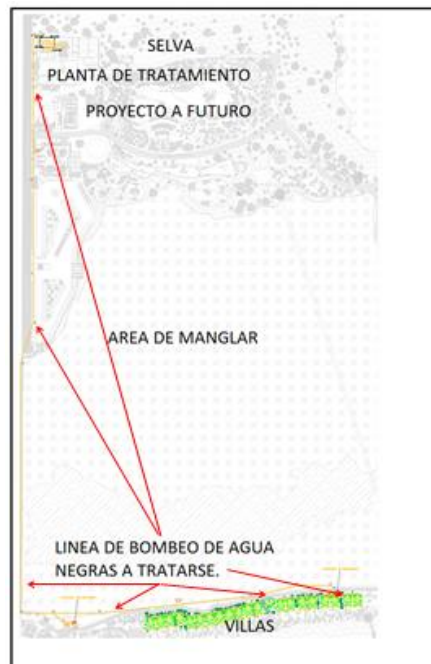 SELVA
PLANTA DE TRATAMIENTO
PROYECTO A FUTURO
AREA DE MANGLAR
LINEA DE BOMBEO DE AGUA
NEGRAS A TRATARSE.
VILLAS